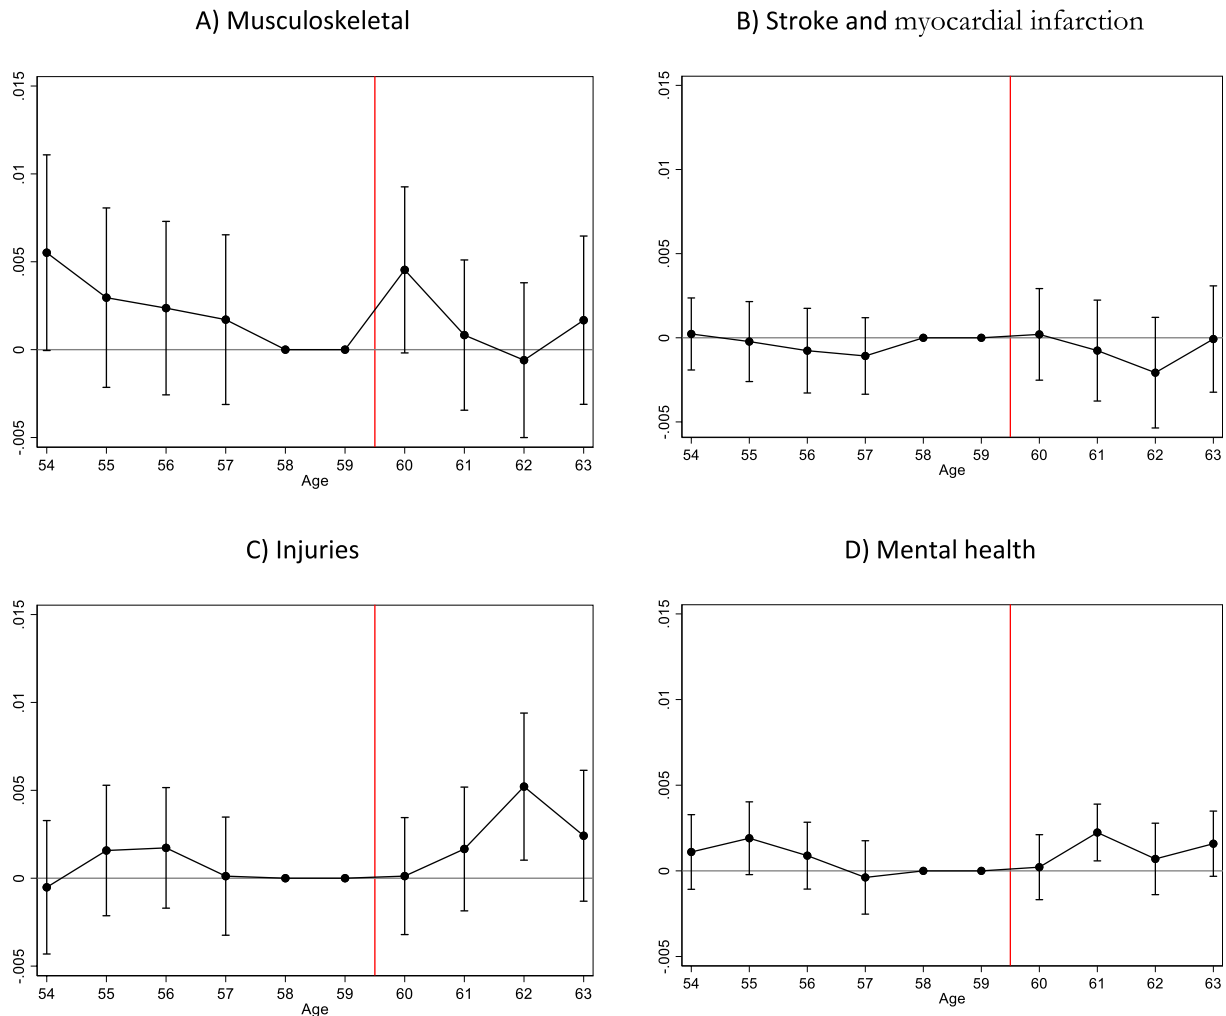 A) Musculoskeletal
.015
.01
.005
0
-.005
54 55 56 57 58 59 60 61 62 63
Age
B) Stroke and myocardial infarction
.015
.01
.005
0
-.005
54 55 56 57 58 59 60 61 62 63
Age
C) Injuries
.015
.01
.005
0
-.005
54 55 56 57 58 59 60 61 62 63
Age
D) Mental health
.015
.01
.005
0
-.005
54 55 56 57 58 59 60 61 62 63
Age